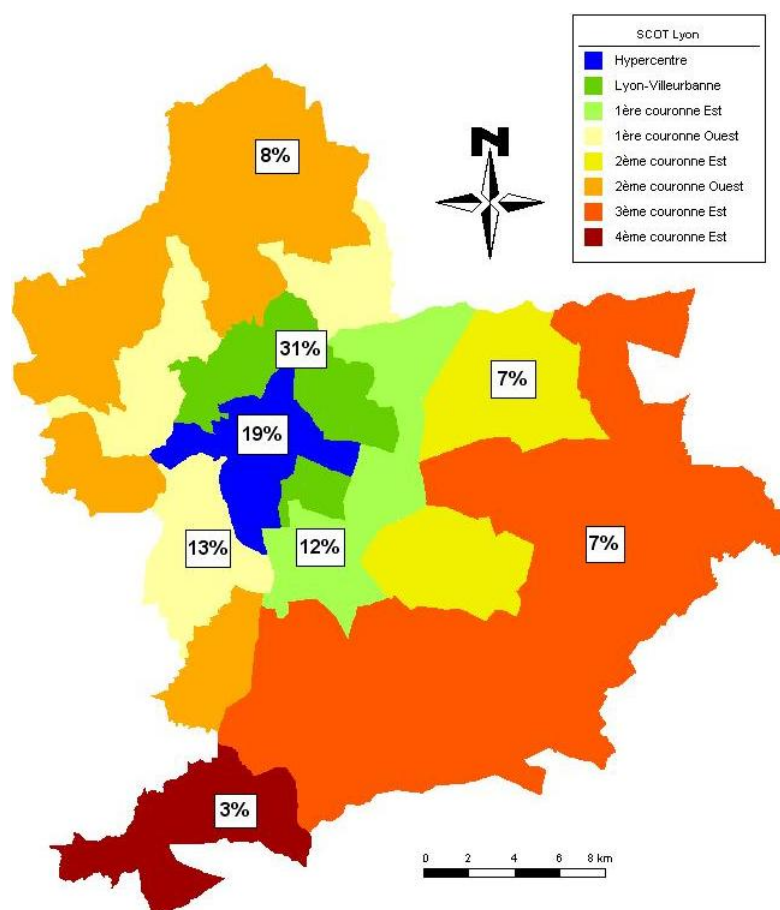 SCOT Lyon
Hypercentre
Lyon-Villeurbanne
1ère couronne Est
1ère couronne Ouest
2ème couronne Est
2ème couronne Ouest
3ème couronne Est
4ème couronne Est
N
8%
31%
7%
19%
13%
12%
7%
3%
0 2 4 6 8 km